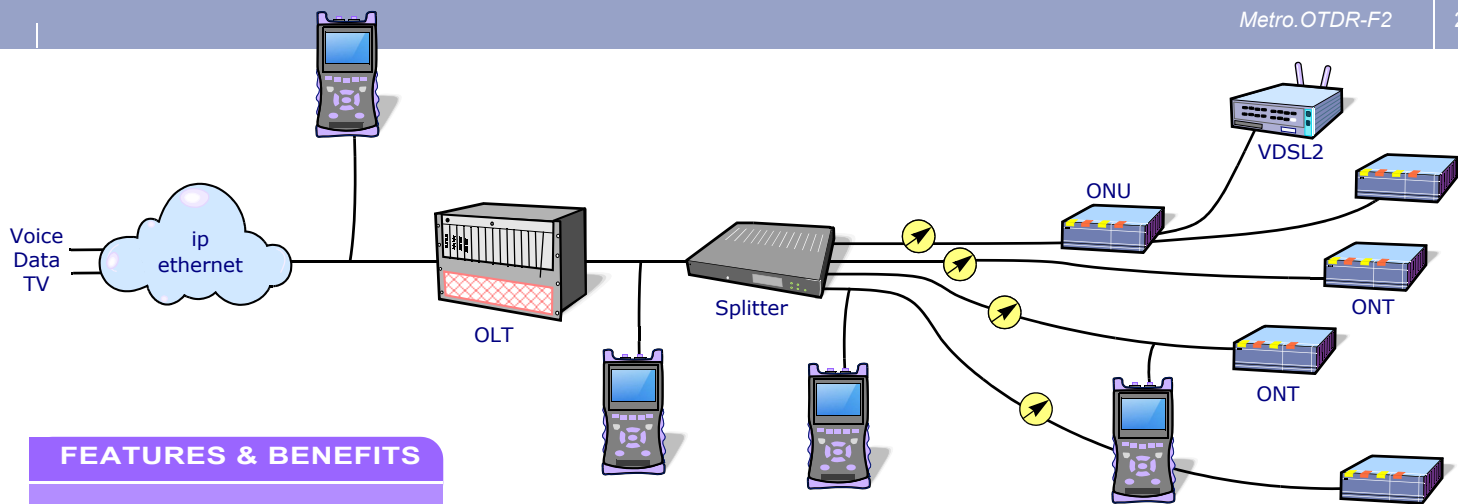 Metro.OTDR-F2
Voice
Data
TV
ip
ethernet
OLT
Splitter
ONU
VDSL2
ONT
ONT
FEATURES & BENEFITS